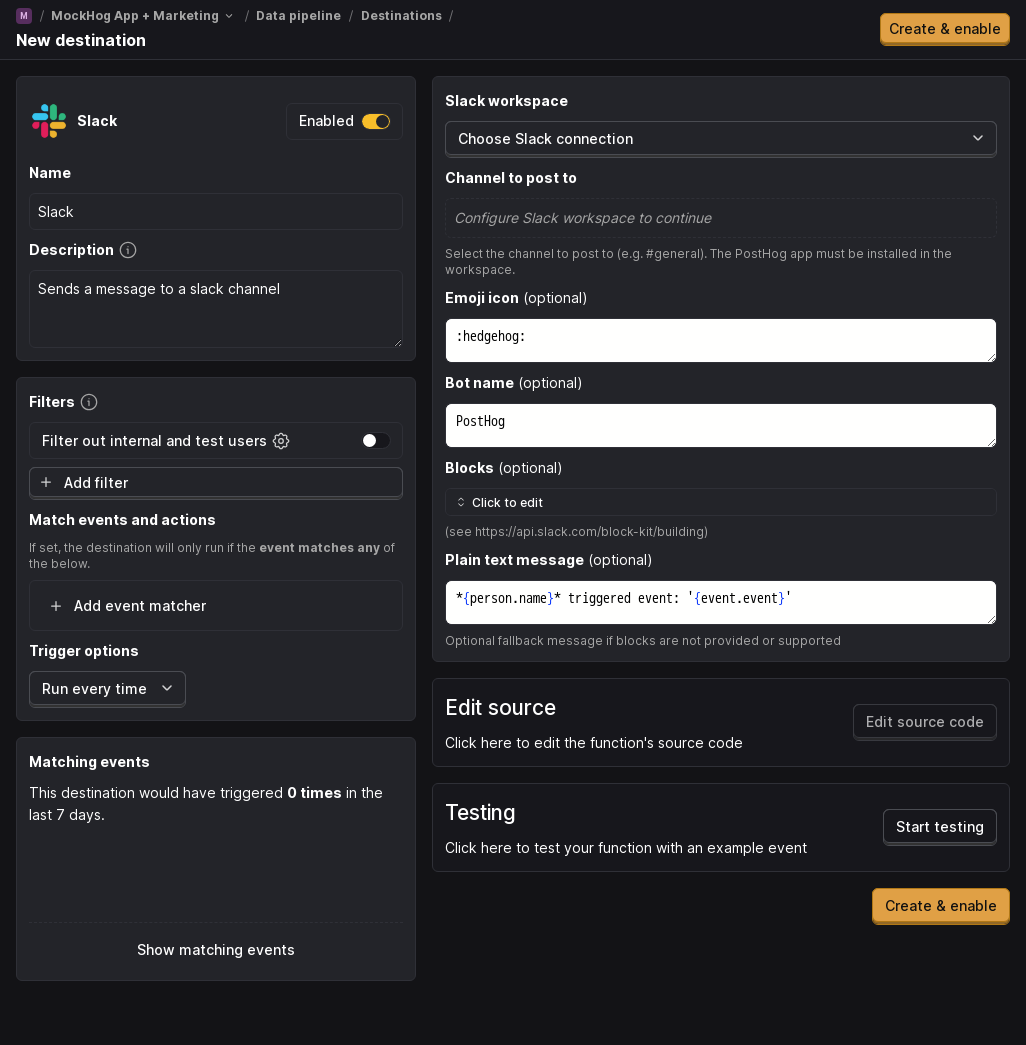 M / MockHog App + Marketing / Data pipeline / Destinations /
New destination
Create & enable
Slack
Enabled
Name
Slack
Description
Sends a message to a slack channel
Filters
Filter out internal and test users
Add filter
Match events and actions
If set, the destination will only run if the event matches any of
the below.
Add event matcher
Trigger options
Run every time
Matching events
This destination would have triggered 0 times in the
last 7 days.
Show matching events
Slack workspace
Choose Slack connection
Channel to post to
Configure Slack workspace to continue
Select the channel to post to (e.g. #general). The PostHog app must be installed in the
workspace.
Emoji icon (optional)
:hedgehog:
Bot name (optional)
PostHog
Blocks (optional)
Click to edit
(see https://api.slack.com/block-kit/building)
Plain text message (optional)
*{person.name}* triggered event: '{event.event}'
Optional fallback message if blocks are not provided or supported
Edit source
Click here to edit the function's source code
Edit source code
Testing
Click here to test your function with an example event
Start testing
Create & enable